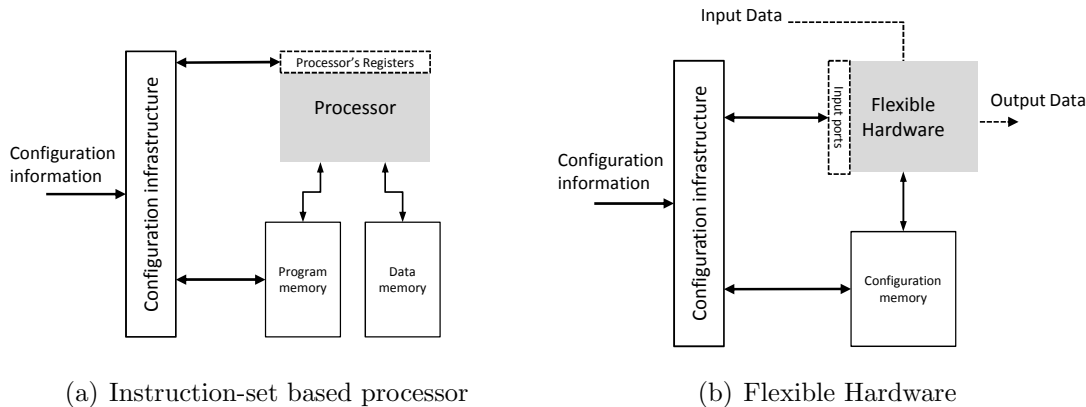 Processor's Registers
Processor
Configuration infrastructure
Configuration
information
Program
memory
Data
memory
(a) Instruction-set based processor
Input Data
Input ports
Flexible
Hardware
Output Data
Configuration infrastructure
Configuration
information
Configuration
memory
(b) Flexible Hardware